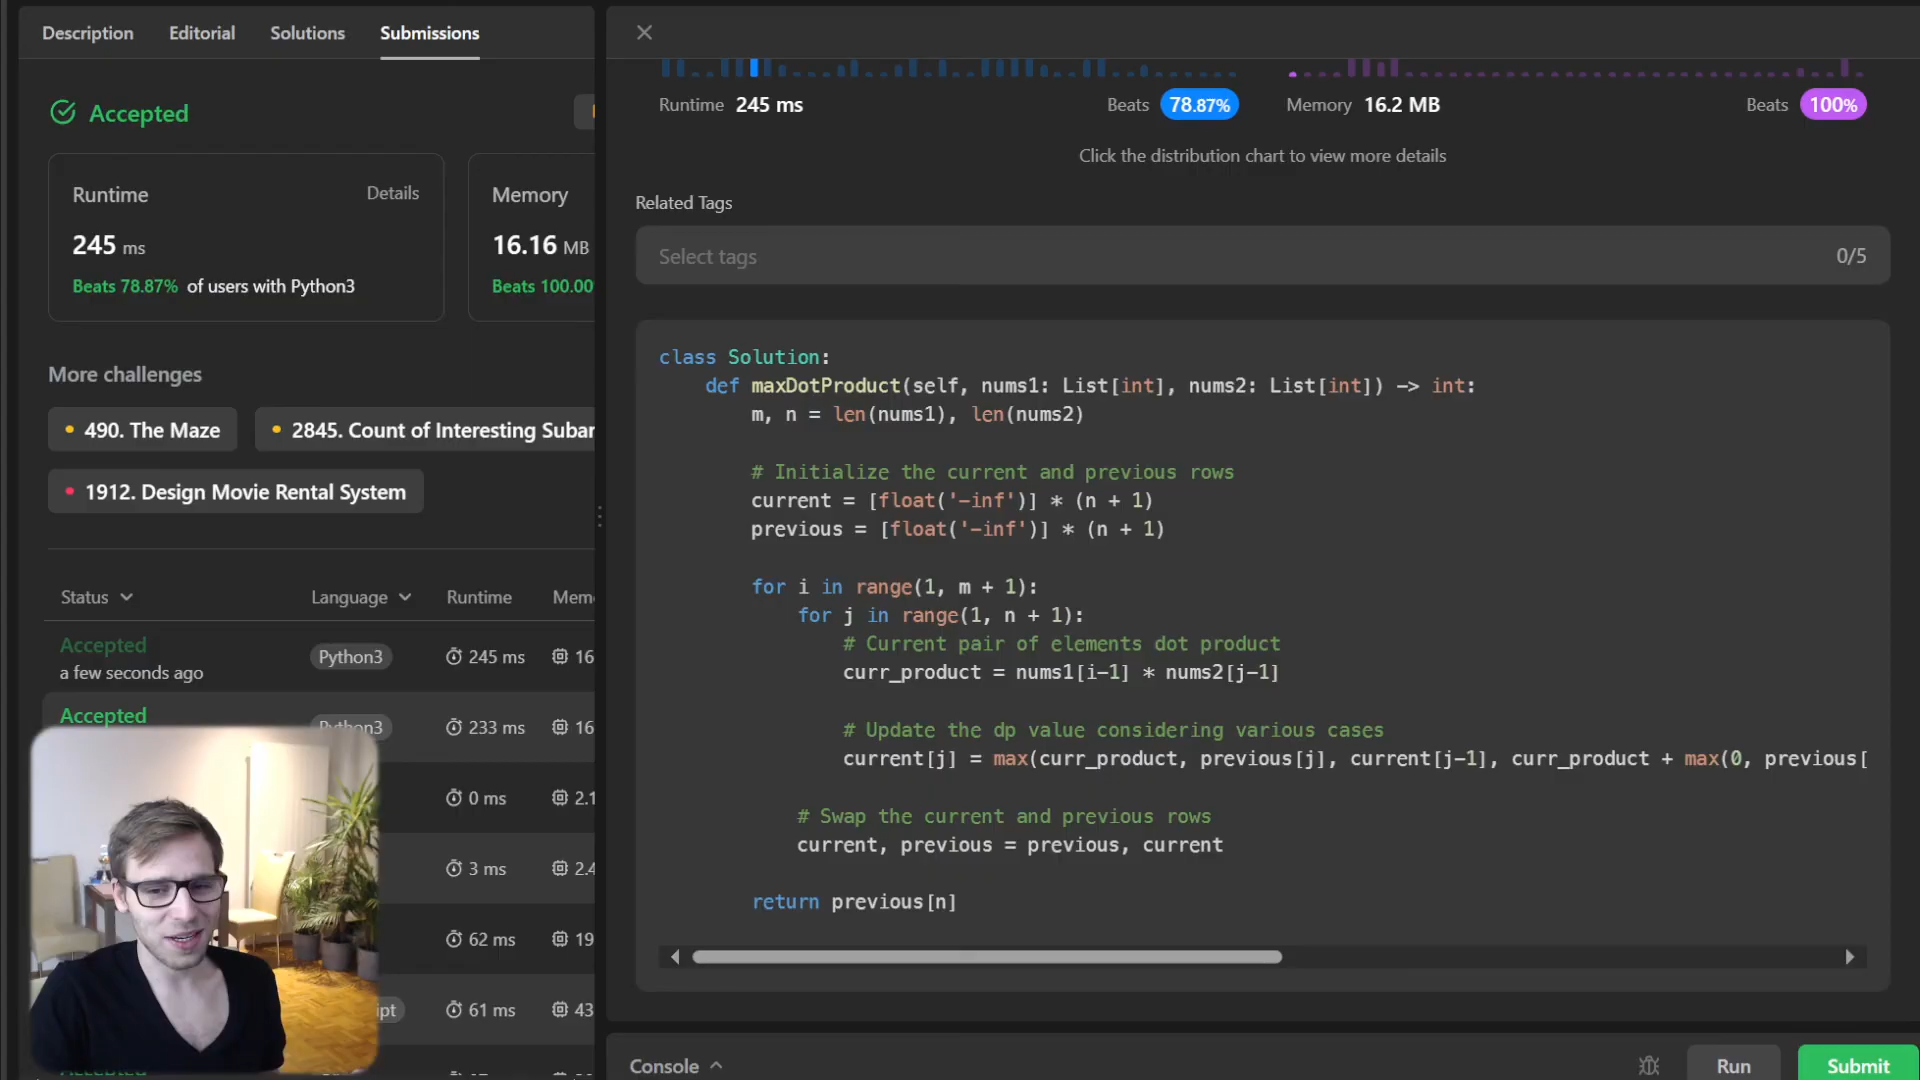 Description Editorial Solutions Submissions
Accepted
Runtime Details
245 ms
Beats 78.87% of users with Python3
Memory
16.16 MB
Beats 100.00
More challenges
490. The Maze
2845. Count of Interesting Subar
1912. Design Movie Rental System
Status Language Runtime Mem
Accepted
a few seconds ago
Python3 245 ms 16
Accepted
Python3 233 ms 16
0 ms 2.1
3 ms 2.4
62 ms 19
ipt 61 ms 43
Runtime 245 ms Beats 78.87% Memory 16.2 MB Beats 100%
Click the distribution chart to view more details
Related Tags
Select tags 0/5
class Solution:
def maxDotProduct(self, nums1: List[int], nums2: List[int]) -> int:
m, n = len(nums1), len(nums2)
# Initialize the current and previous rows
current = [float('-inf')] * (n + 1)
previous = [float('-inf')] * (n + 1)
for i in range(1, m + 1):
for j in range(1, n + 1):
# Current pair of elements dot product
curr_product = nums1[i-1] * nums2[j-1]
# Update the dp value considering various cases
current[j] = max(curr_product, previous[j], current[j-1], curr_product + max(0, previous[
# Swap the current and previous rows
current, previous = previous, current
return previous[n]
Console Run Submit